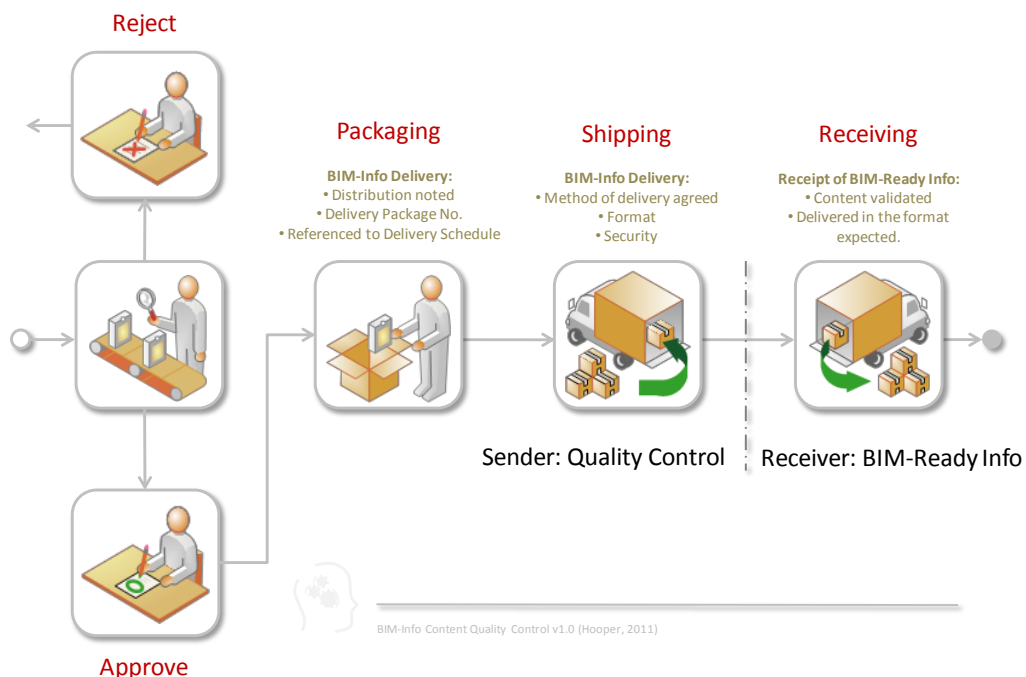 Reject
Packaging
BIM-Info Delivery:
• Distribution noted
• Delivery Package No.
• Referenced to Delivery Schedule
Shipping
BIM-Info Delivery:
• Method of delivery agreed
• Format
• Security
Receiving
Receipt of BIM-Ready Info:
• Content validated
• Delivered in the format
expected.
Sender: Quality Control
Receiver: BIM-Ready Info
BIM-Info Content Quality Control v1.0 (Hooper, 2011)
Approve